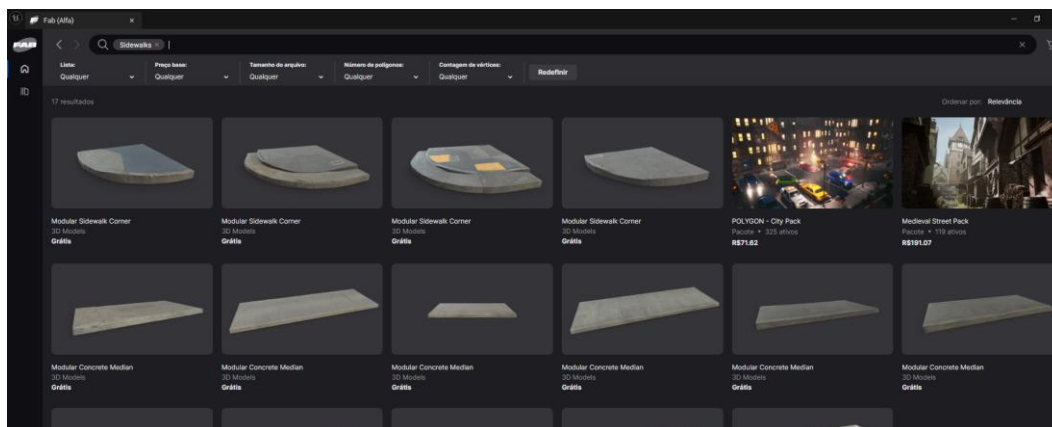 Fab (Alfa) ×
FAB
Sidewalks ×
Lista: Preço base: Tamanho do arquivo: Número de polígonos: Contagem de vértices:
Qualquer Qualquer Qualquer Qualquer Qualquer Redefinir
17 resultados Ordenar por: Relevância
Modular Sidewalk Corner Modular Sidewalk Corner Modular Sidewalk Corner Modular Sidewalk Corner POLYGON - City Pack Medieval Street Pack
3D Models 3D Models 3D Models 3D Models Pacote • 325 ativos Pacote • 119 ativos
Grátis Grátis Grátis Grátis R$71.62 R$191.07
Modular Concrete Median Modular Concrete Median Modular Concrete Median Modular Concrete Median Modular Concrete Median Modular Concrete Median
3D Models 3D Models 3D Models 3D Models 3D Models 3D Models
Grátis Grátis Grátis Grátis Grátis Grátis